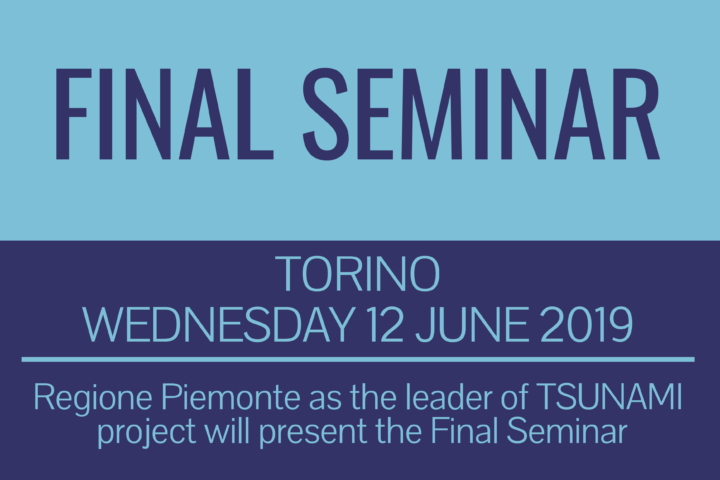 FINAL SEMINAR
TORINO
WEDNESDAY 12 JUNE 2019
Regione Piemonte as the leader of TSUNAMI
project will present the Final Seminar